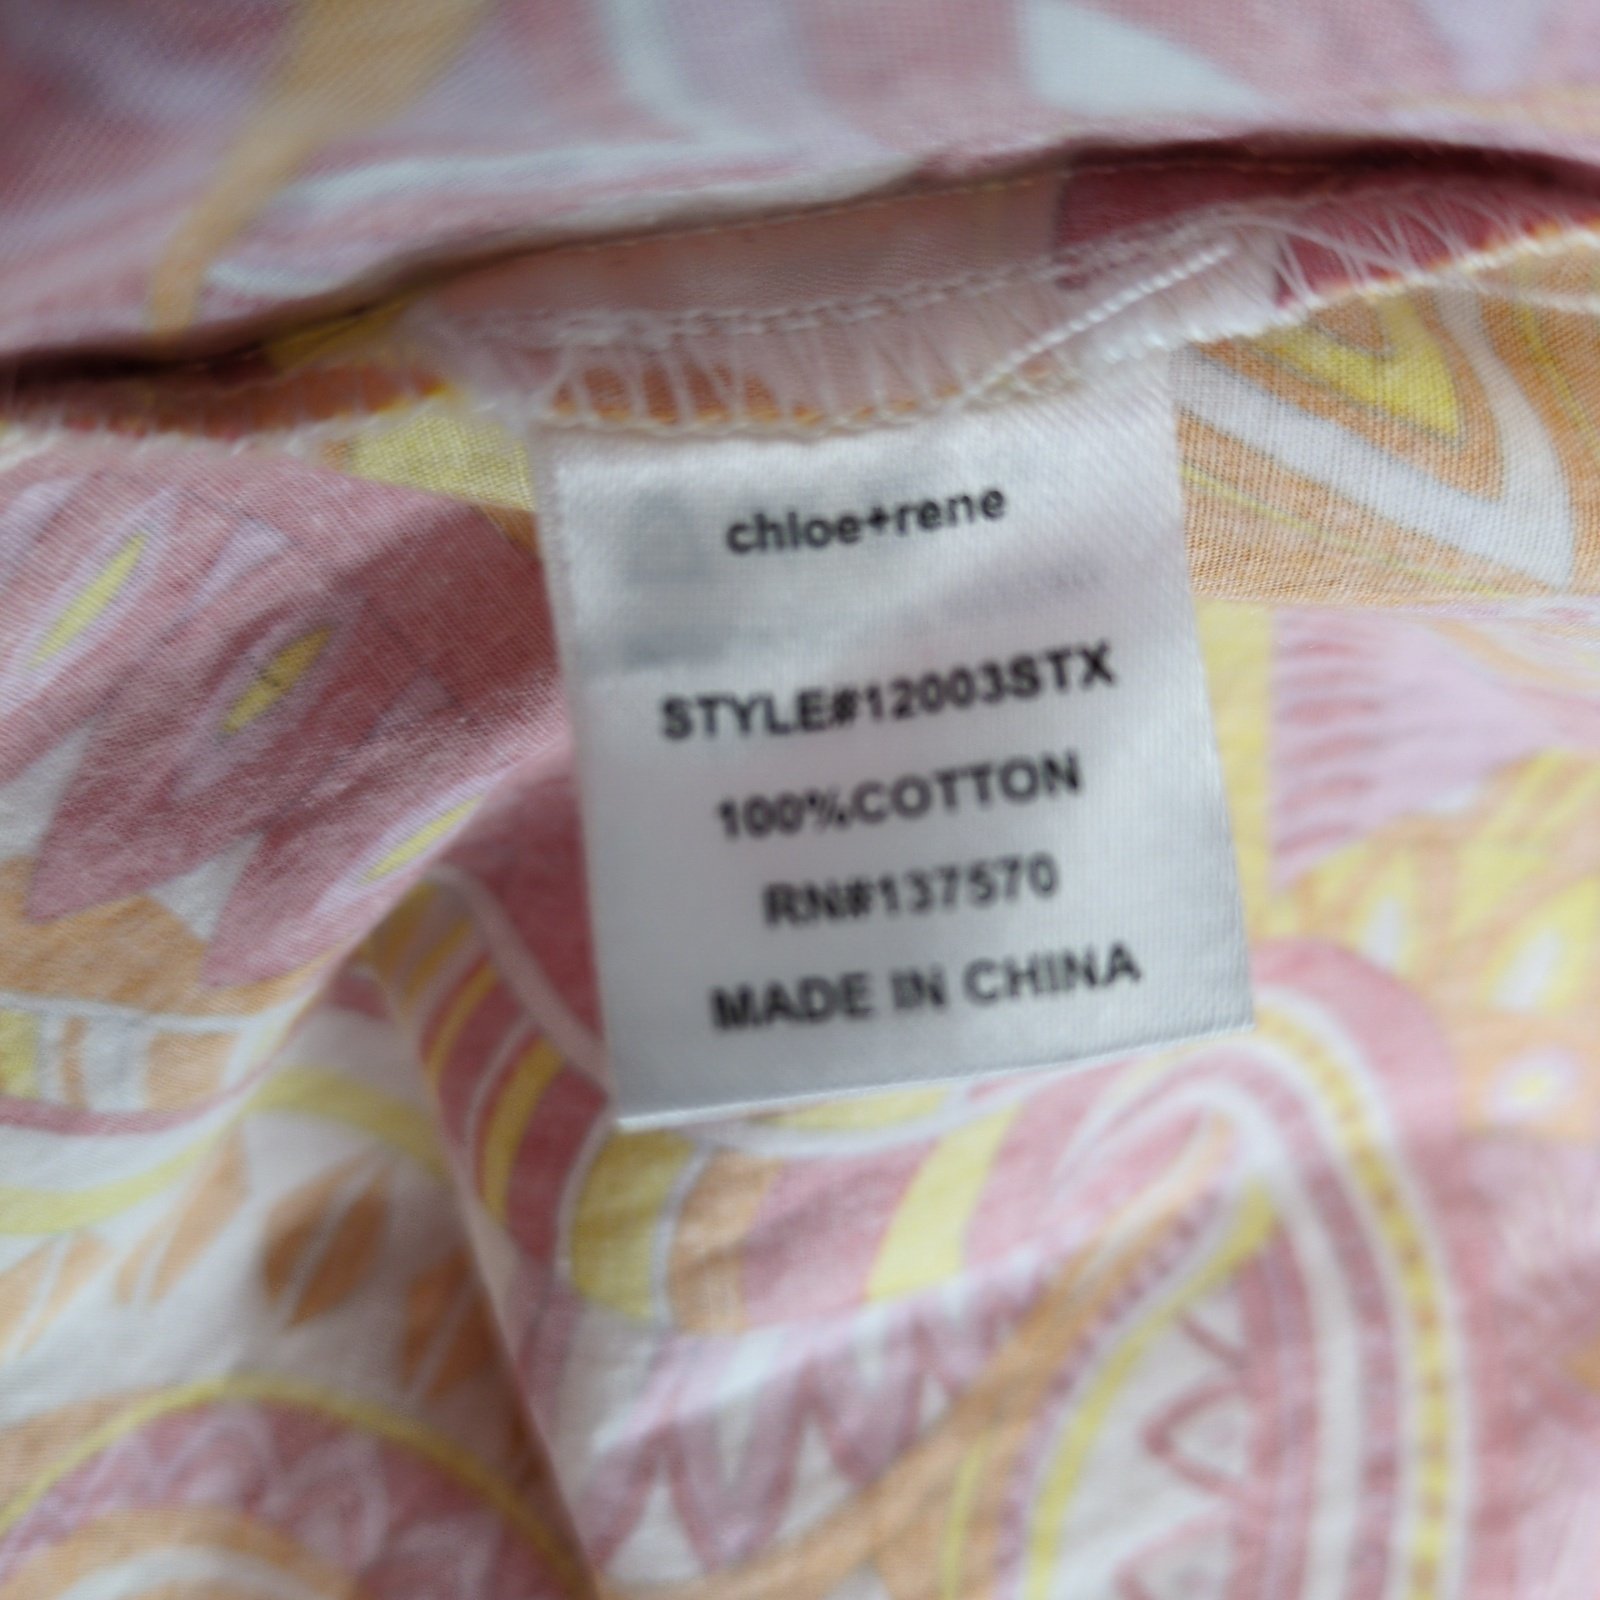 chloe+rene
STYLE#12003STX
100%COTTON
RN#137570
MADE IN CHINA